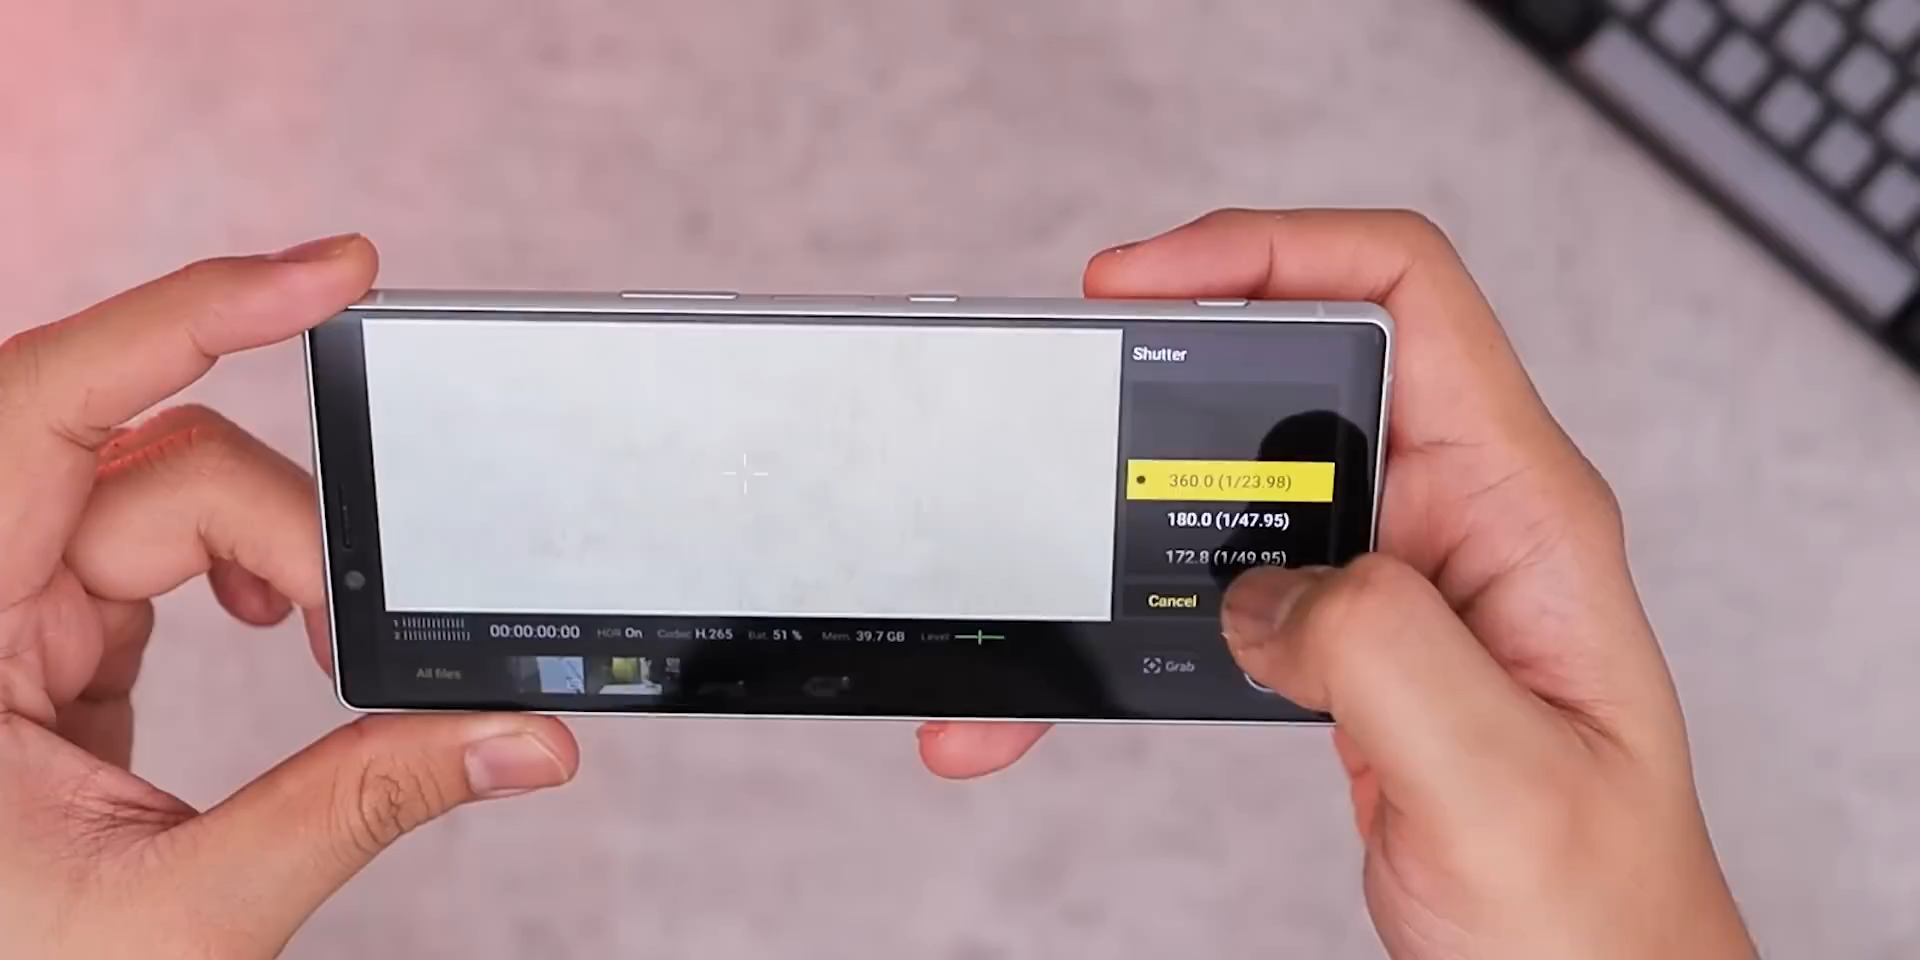 Shutter
360.0 (1/23.98)
180.0 (1/47.95)
172.8 (1/49.95)
Cancel
00:00:00:00 HDR On Codec H.265 Bat. 51 % Mem. 39.7 GB Level
All files
Grab